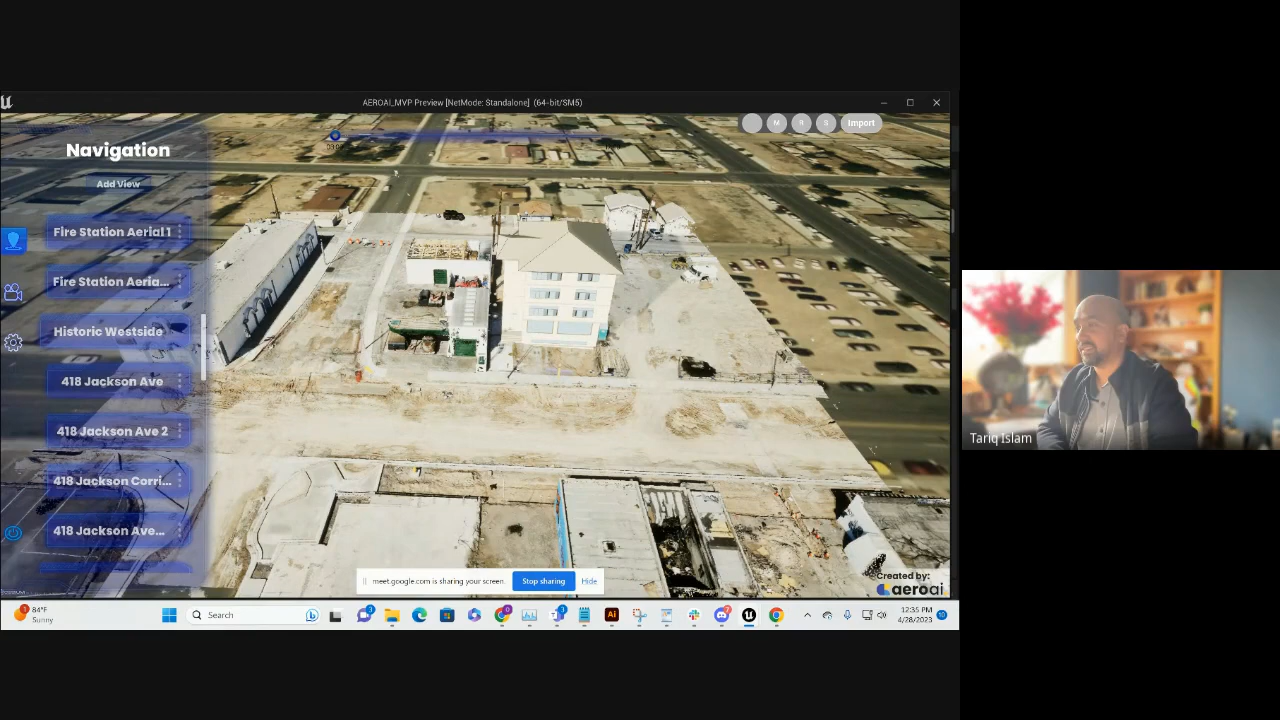 AEROAI_MVP Preview [NetMode: Standalone] (64-bit/SM5)
M
R
S
Import
Navigation
Add View
Fire Station Aerial 1
Fire Station Aeria...
Historic Westside
418 Jackson Ave
418 Jackson Ave 2
418 Jackson Corri...
418 Jackson Ave...
Tariq Islam
meet.google.com is sharing your screen.
Stop sharing
Hide
Created by:
aeroai
84°F
Sunny
Search
Ai
12:35 PM
4/28/2023